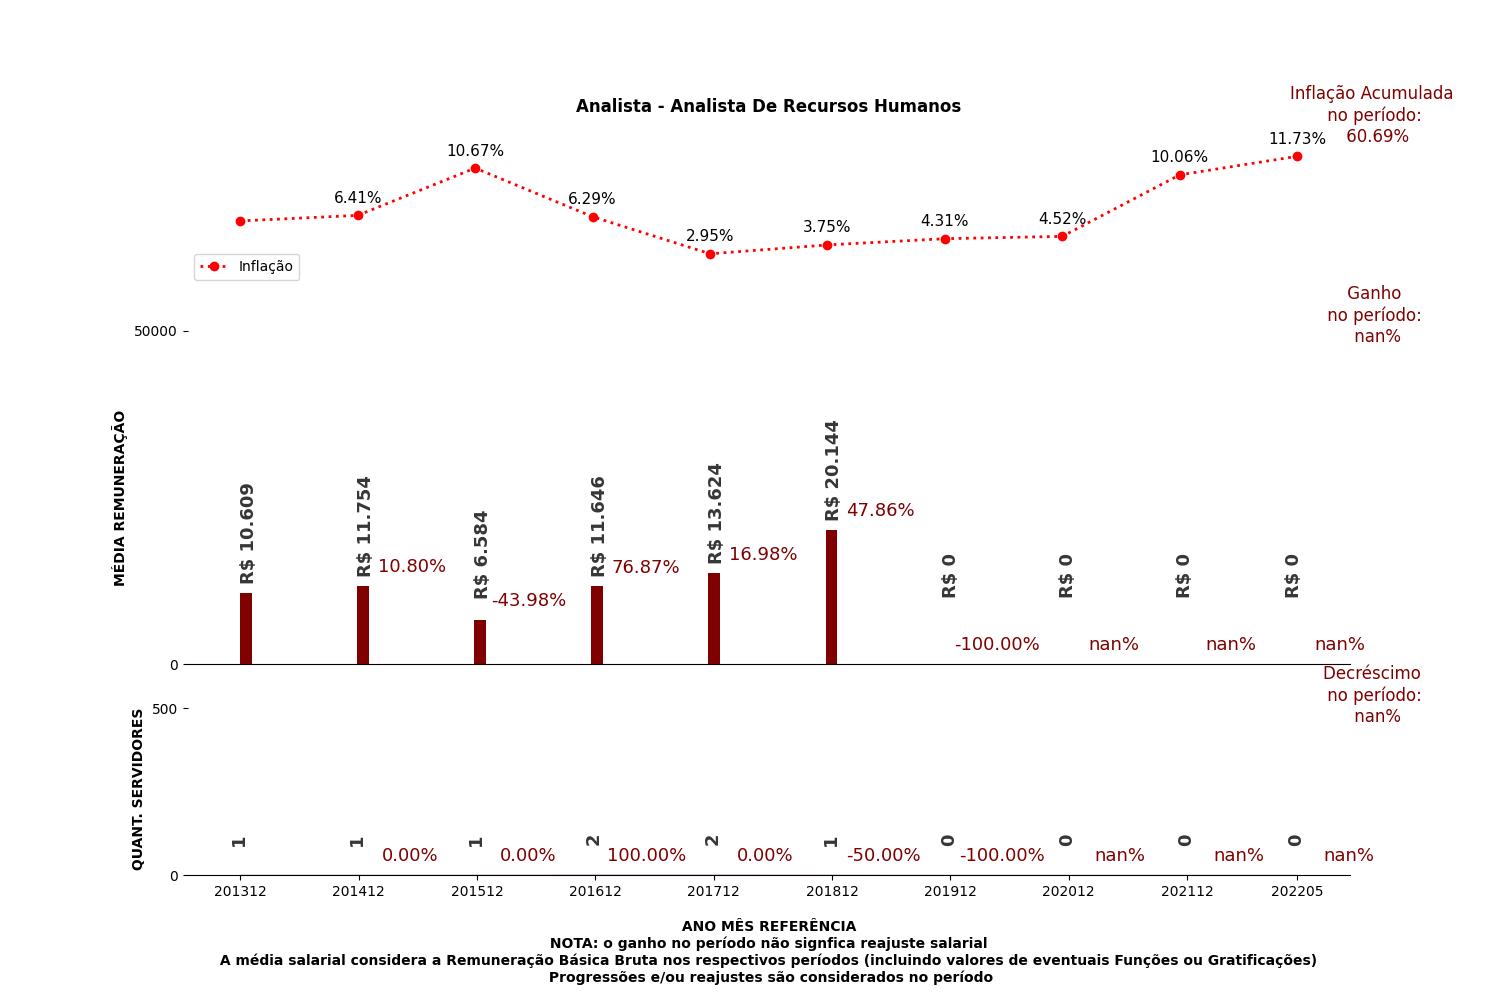 Analista - Analista De Recursos Humanos
Inflação Acumulada
no período:
60.69%
6.41%
10.67%
6.29%
2.95%
3.75%
4.31%
4.52%
10.06%
11.73%
Inflação
Ganho
no período:
nan%
MÉDIA REMUNERAÇÃO
50000
0
R$ 10.609
R$ 11.754
R$ 6.584
R$ 11.646
R$ 13.624
R$ 20.144
R$ 0
R$ 0
R$ 0
R$ 0
10.80%
-43.98%
76.87%
16.98%
47.86%
-100.00%
nan%
nan%
nan%
Decréscimo
no período:
nan%
QUANT. SERVIDORES
500
0
1
1
1
2
2
1
0
0
0
0
0.00%
0.00%
100.00%
0.00%
-50.00%
-100.00%
nan%
nan%
nan%
201312
201412
201512
201612
201712
201812
201912
202012
202112
202205
ANO MÊS REFERÊNCIA
NOTA: o ganho no período não signfica reajuste salarial
A média salarial considera a Remuneração Básica Bruta nos respectivos períodos (incluindo valores de eventuais Funções ou Gratificações)
Progressões e/ou reajustes são considerados no período